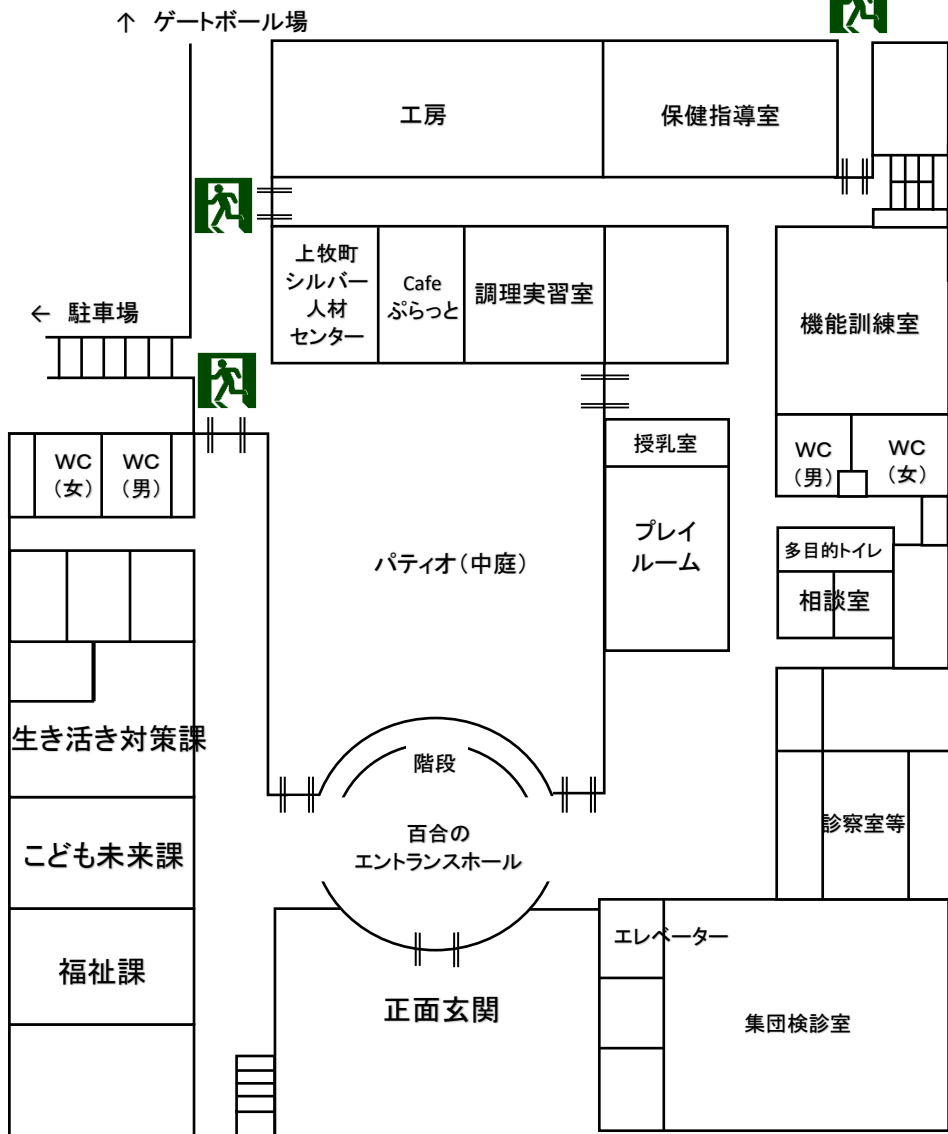 ↑ ゲートボール場
工房
保健指導室
上牧町
シルバー
人材
センター
Cafe
ぷらっと
調理実習室
← 駐車場
機能訓練室
WC
(女)
WC
(男)
授乳室
WC
(男)
WC
(女)
プレイ
ルーム
パティオ(中庭)
多目的トイレ
相談室
生き活き対策課
階段
百合の
エントランスホール
診察室等
こども未来課
エレベーター
福祉課
正面玄関
集団検診室